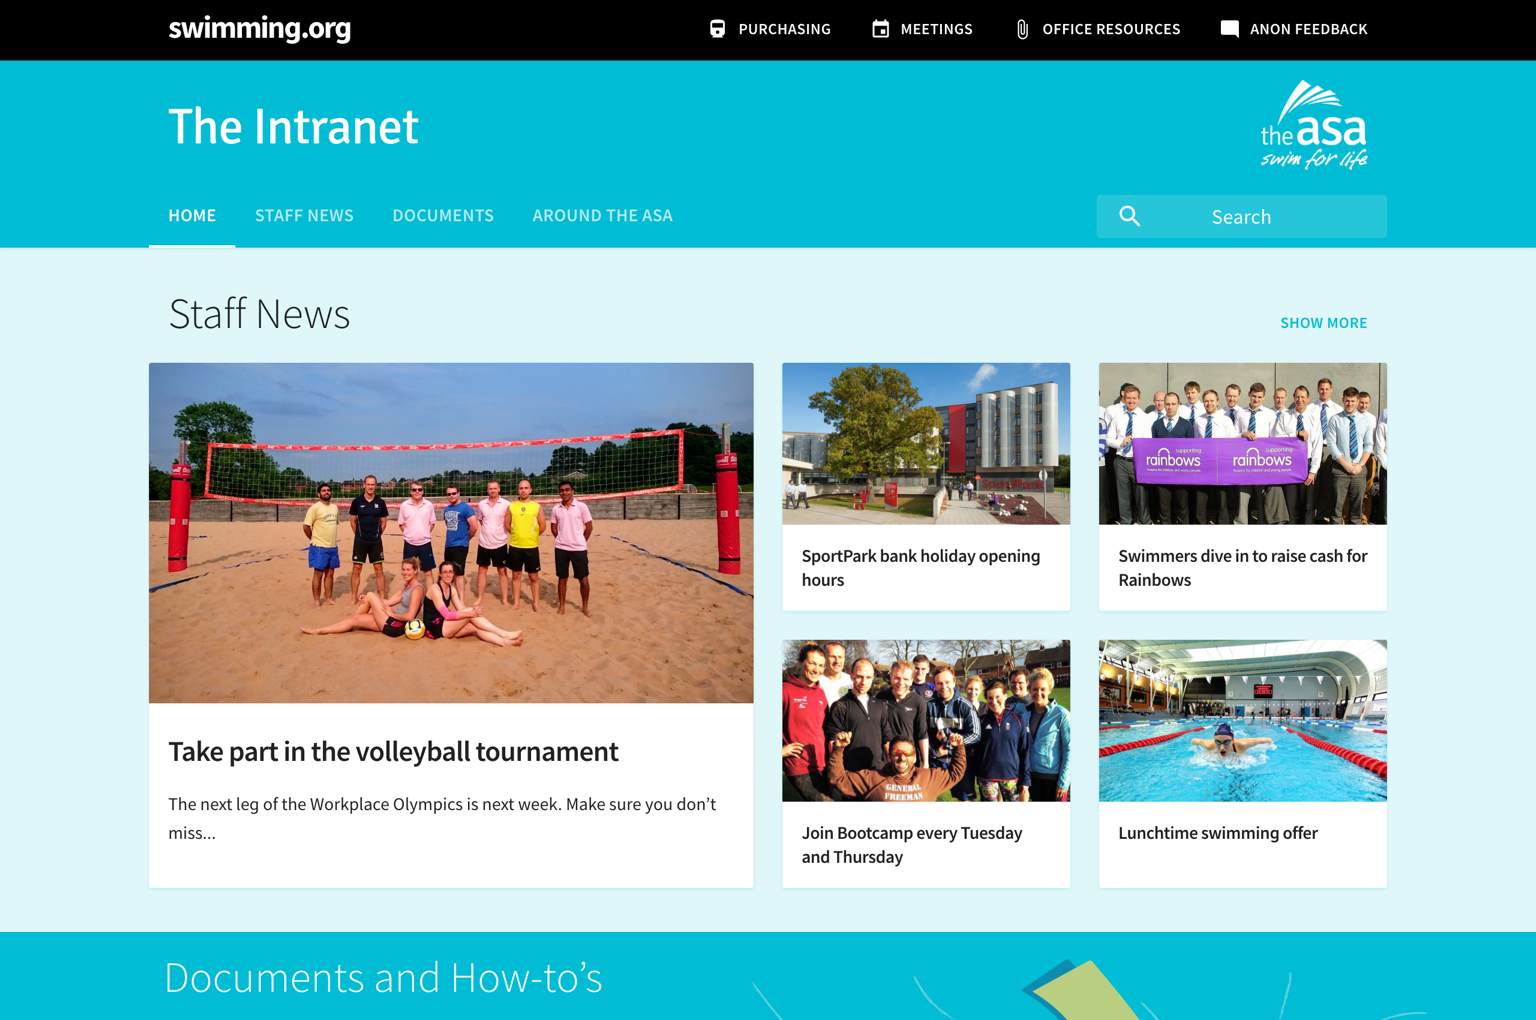 swimming.org
PURCHASING
MEETINGS
OFFICE RESOURCES
ANON FEEDBACK
The Intranet
the asa
swim for life
HOME
STAFF NEWS
DOCUMENTS
AROUND THE ASA
Search
Staff News
SHOW MORE
SportPark
supporting
rainbows
supporting
rainbows
SportPark bank holiday opening
hours
Swimmers dive in to raise cash for
Rainbows
GENERAL
FREEMAN
Take part in the volleyball tournament
The next leg of the Workplace Olympics is next week. Make sure you don’t
miss...
Join Bootcamp every Tuesday
and Thursday
Lunchtime swimming offer
Documents and How-to’s